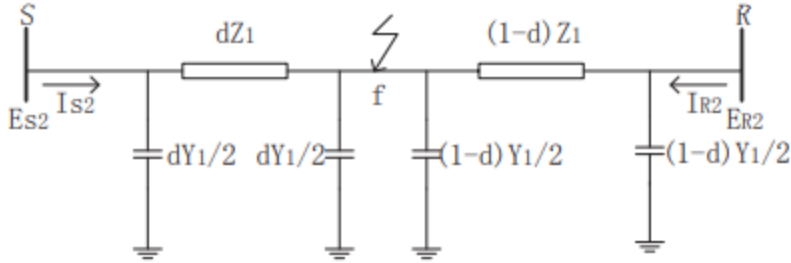 S
dZ1
(1-d)Z1
R
Es2
Is2
f
IR2
ER2
dY1/2
dY1/2
(1-d)Y1/2
(1-d)Y1/2